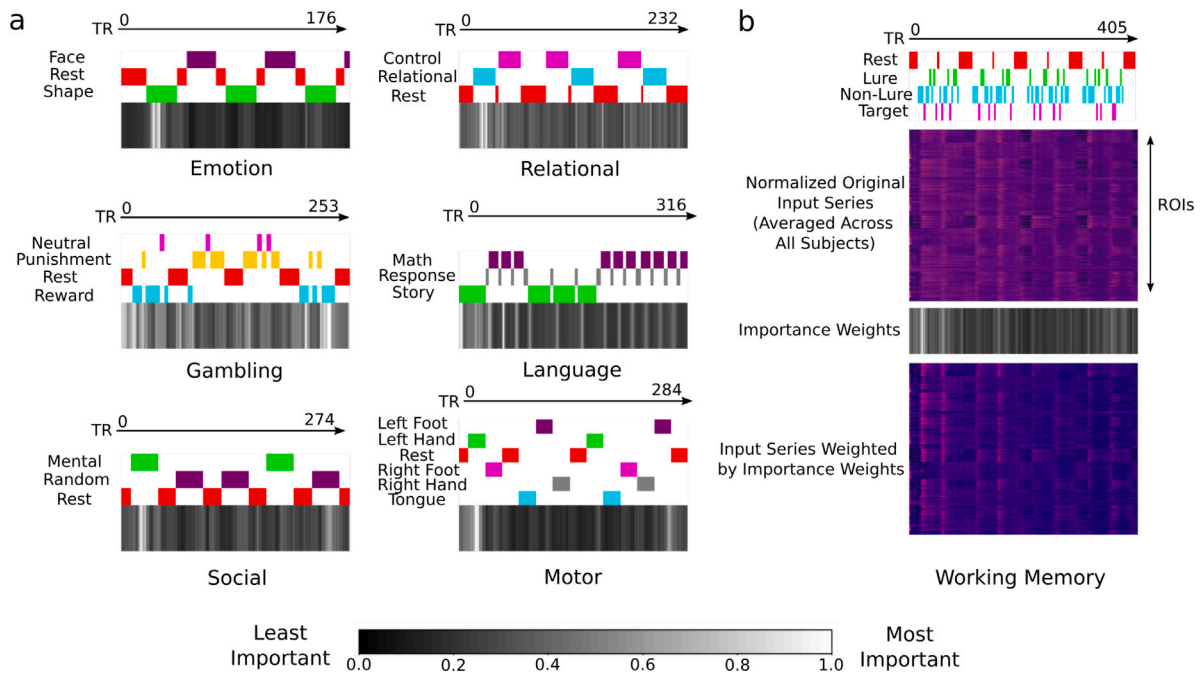 a
TR
0
176
Face
Rest
Shape
Emotion
TR
0
232
Control
Relational
Rest
Relational
TR
0
253
Neutral
Punishment
Rest
Reward
Gambling
TR
0
316
Math
Response
Story
Language
TR
0
274
Mental
Random
Rest
Social
TR
0
284
Left Foot
Left Hand
Rest
Right Foot
Right Hand
Tongue
Motor
b
TR
0
405
Rest
Lure
Non-Lure
Target
Normalized Original
Input Series
(Averaged Across
All Subjects)
ROIs
Importance Weights
Input Series Weighted
by Importance Weights
Working Memory
Least
Important
0.0
0.2
0.4
0.6
0.8
1.0
Most
Important